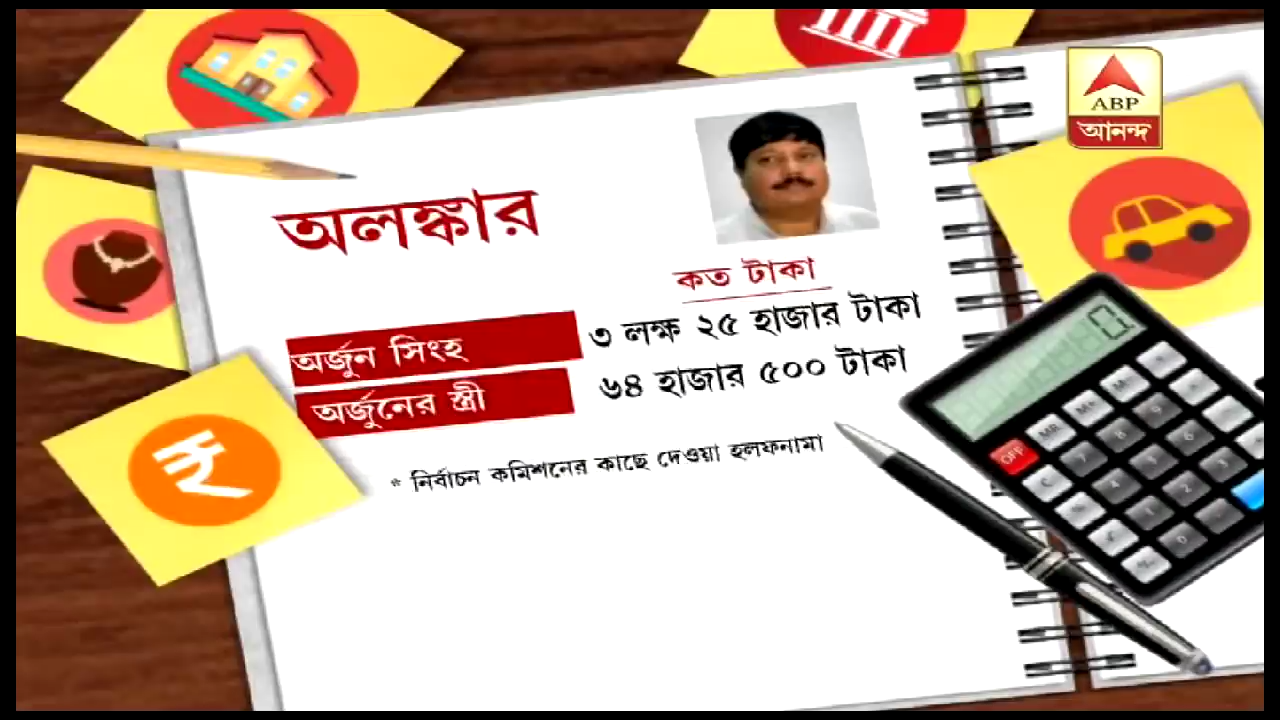 ABP
আনন্দ
অলঙ্কার
কত টাকা
অর্জুন সিংহ ৩ লক্ষ ২৫ হাজার টাকা
অর্জুনের স্ত্রী ৬৪ হাজার ৫০০ টাকা
* নির্বাচন কমিশনের কাছে দেওয়া হলফনামা